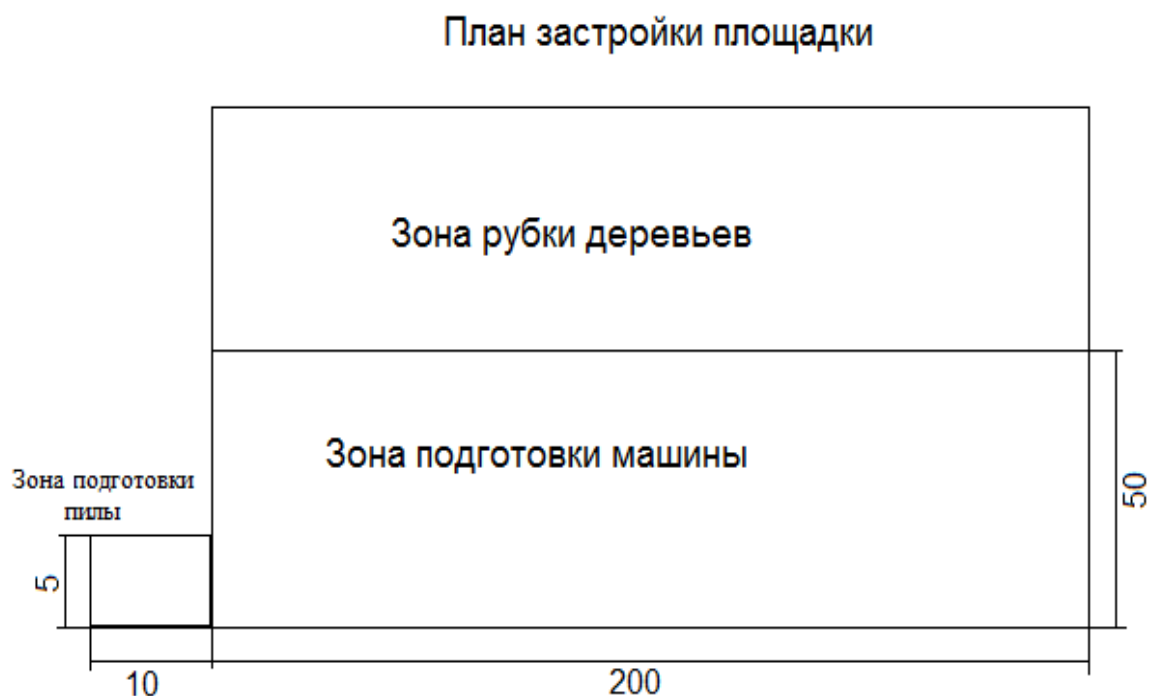 План застройки площадки
Зона рубки деревьев
Зона подготовки машины
Зона подготовки
пилы
50
5
10
200